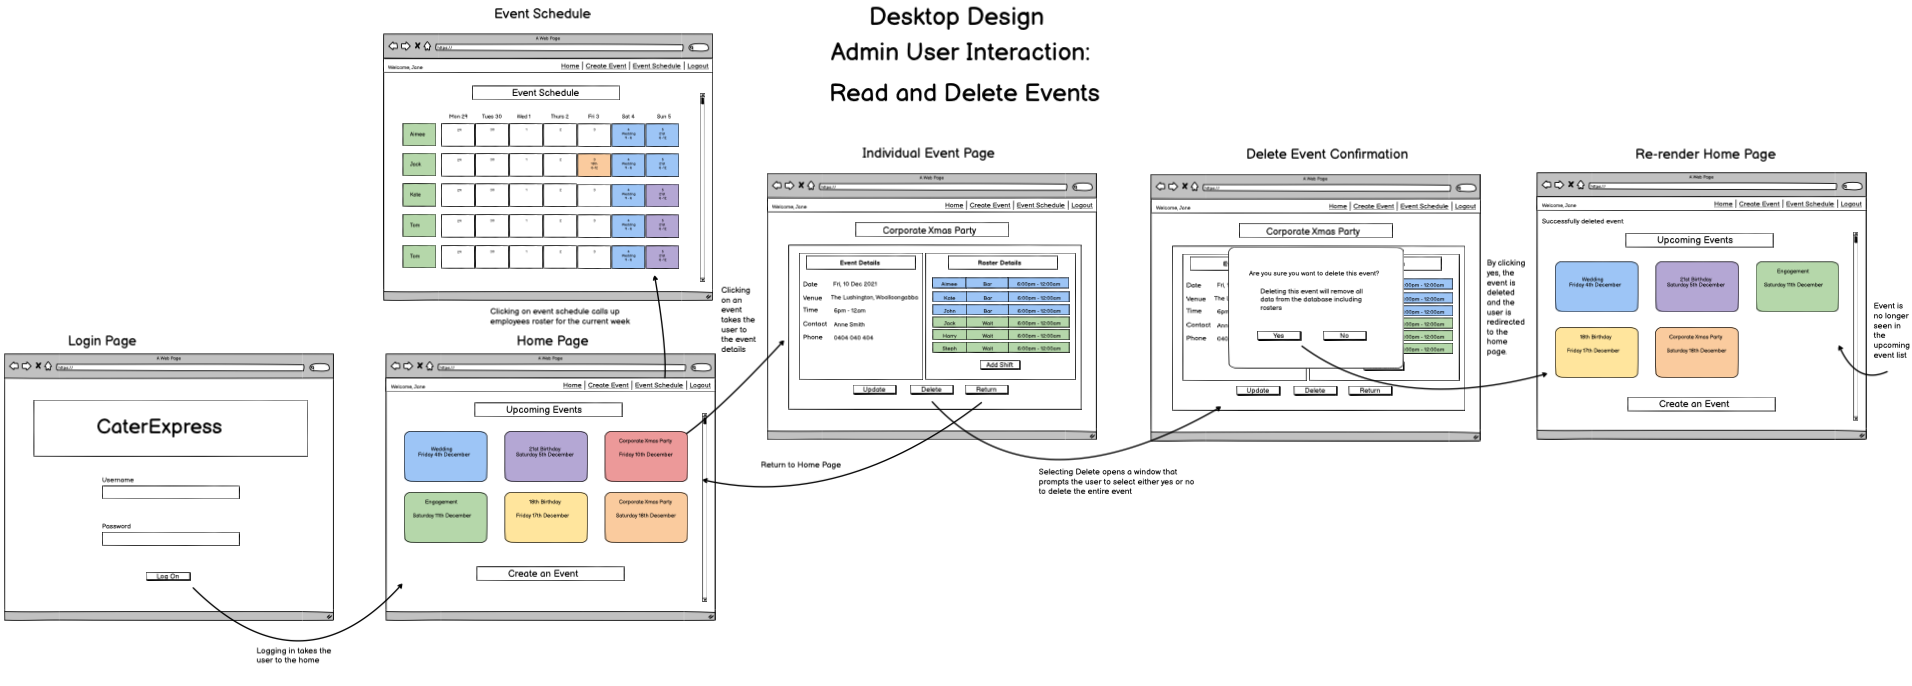 Desktop Design
Admin User Interaction:
Read and Delete Events
Event Schedule
A Web Page
https://
Welcome, Jane
Home | Create Event | Event Schedule | Logout
Event Schedule
Mon 29 Tues 30 Wed 1 Thurs 2 Fri 3 Sat 4 Sun 5
Aimee
Jack
Kate
Tom
Tom
Clicking on event schedule calls up
employees roster for the current week
Clicking
on an
event
takes the
user to
the event
details
Login Page
A Web Page
https://
CaterExpress
Username
Password
Log On
Logging in takes the
user to the home
Home Page
A Web Page
https://
Welcome, Jane
Home | Create Event | Event Schedule | Logout
Upcoming Events
Wedding
Friday 4th December
21st Birthday
Saturday 5th December
Corporate Xmas Party
Friday 10th December
Engagement
Saturday 11th December
18th Birthday
Friday 17th December
Corporate Xmas Party
Saturday 18th December
Create an Event
Return to Home Page
Individual Event Page
A Web Page
https://
Welcome, Jane
Home | Create Event | Event Schedule | Logout
Corporate Xmas Party
Event Details
Date Fri, 10 Dec 2021
Venue The Lushington, Woolloongabba
Time 6pm - 12am
Contact Anne Smith
Phone 0404 040 404
Roster Details
Aimee Bar 6:00pm - 12:00am
Kate Bar 6:00pm - 12:00am
John Bar 6:00pm - 12:00am
Jack Wait 6:00pm - 12:00am
Harry Wait 6:00pm - 12:00am
Steph Wait 6:00pm - 12:00am
Add Shift
Update Delete Return
Selecting Delete opens a window that
prompts the user to select either yes or no
to delete the entire event
Delete Event Confirmation
A Web Page
https://
Welcome, Jane
Home | Create Event | Event Schedule | Logout
Corporate Xmas Party
Date Fri,
Venue The
Time 6pm
Contact Anne
Phone 040
Are you sure you want to delete this event?
Deleting this event will remove all
data from the database including
rosters
Yes No
:00pm - 12:00am
:00pm - 12:00am
:00pm - 12:00am
:00pm - 12:00am
:00pm - 12:00am
:00pm - 12:00am
Update Delete Return
By clicking
yes, the
event is
deleted
and the
user is
redirected
to the
home
page.
Re-render Home Page
A Web Page
https://
Welcome, Jane
Home | Create Event | Event Schedule | Logout
Successfully deleted event
Upcoming Events
Wedding
Friday 4th December
21st Birthday
Saturday 5th December
Engagement
Saturday 11th December
18th Birthday
Friday 17th December
Corporate Xmas Party
Saturday 18th December
Create an Event
Event is
no longer
seen in
the
upcoming
event list